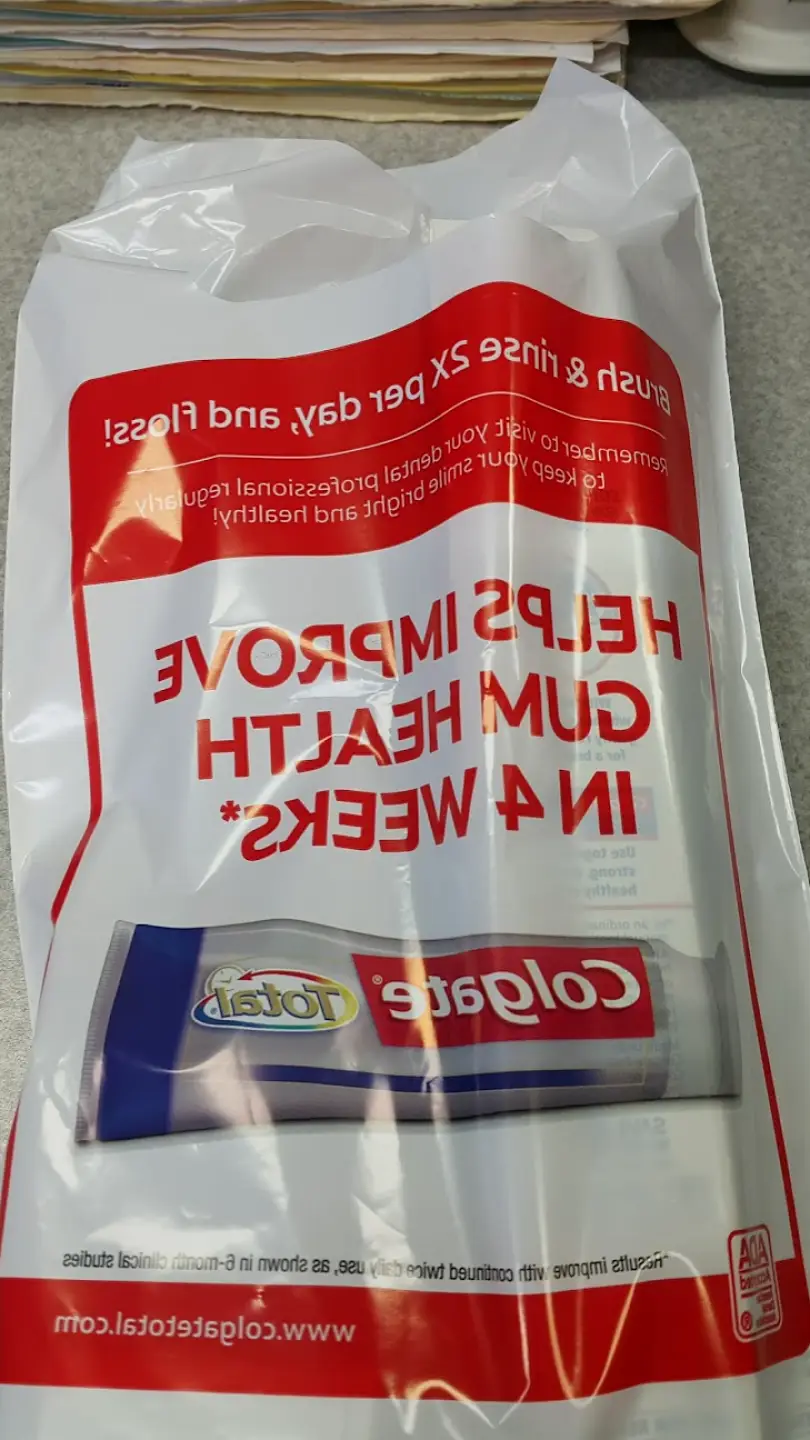 Brush & rinse 2X per day, and floss!
Remember to visit your dental professional regularly
to keep your smile bright and healthy!
HELPS IMPROVE
GUM HEALTH
IN 4 WEEKS*
Colgate®
Total®
*Results improve with continued twice daily use, as shown in 6-month clinical studies
ADA
Accepted
www.colgatetotal.com